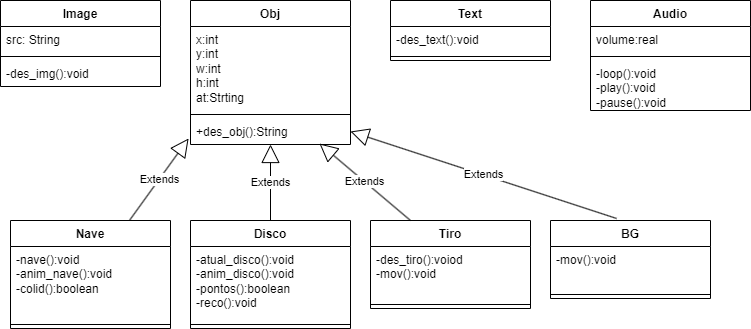 Image
src: String
-des_img():void
Obj
x:int
y:int
w:int
h:int
at:Strting
+des_obj():String
Text
-des_text():void
Audio
volume:real
-loop():void
-play():void
-pause():void
Extends
Extends
Extends
Extends
Nave
-nave():void
-anim_nave():void
-colid():boolean
Disco
-atual_disco():void
-anim_disco():void
-pontos():boolean
-reco():void
Tiro
-des_tiro():voiod
-mov():void
BG
-mov():void